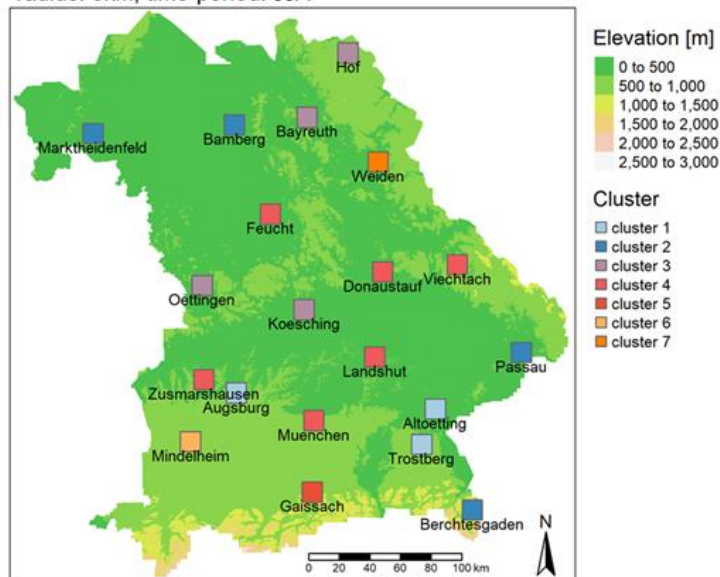 Elevation [m]
0 to 500
500 to 1,000
1,000 to 1,500
1,500 to 2,000
2,000 to 2,500
2,500 to 3,000
Cluster
cluster 1
cluster 2
cluster 3
cluster 4
cluster 5
cluster 6
cluster 7
Hof
Marktheidenfeld
Bamberg
Bayreuth
Weiden
Feucht
Donaustauf
Viechtach
Oettingen
Koesching
Landshut
Passau
Zusmarshausen
Augsburg
Altoetting
Muenchen
Mindelheim
Trostberg
Gaissach
Berchtesgaden
N
0 20 40 60 80 100 km